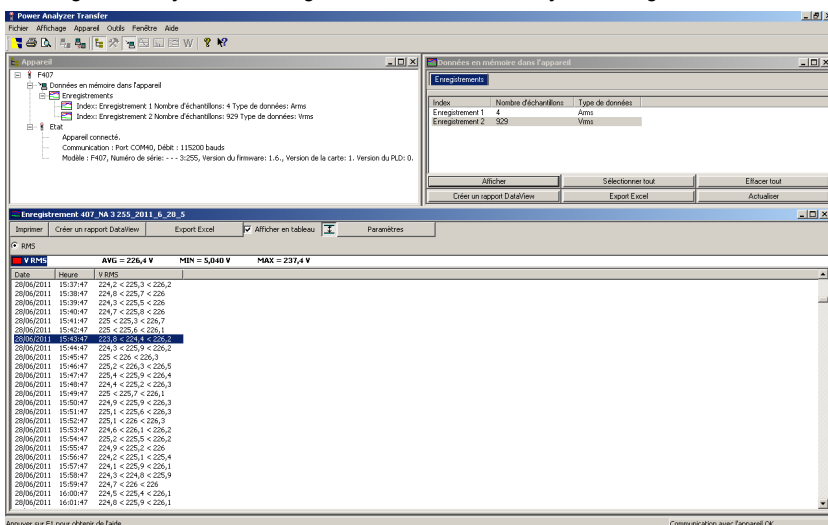 Power Analyzer Transfer
Fichier Affichage Appareil Outils Fenêtre Aide
Appareil
F407
Données en mémoire dans l'appareil
Enregistrements
Index: Enregistrement 1 Nombre d'échantillons: 4 Type de données: Arms
Index: Enregistrement 2 Nombre d'échantillons: 929 Type de données: Vrms
Etat
Appareil connecté.
Communication : Port COM40, Débit : 115200 bauds
Modèle : F407, Numéro de série: - - - 3:255, Version du firmware: 1.6., Version de la carte: 1. Version du PLD: 0.
Données en mémoire dans l'appareil
Enregistrements
Index Nombre d'échantillons Type de données
Enregistrement 1 4 Arms
Enregistrement 2 929 Vrms
Afficher Sélectionner tout Effacer tout
Créer un rapport DataView Export Excel Actualiser
Enregistrement 407_NA 3 255_2011_6_28_5
Imprimer Créer un rapport DataView Export Excel Afficher en tableau Paramètres
RMS
V RMS AVG = 226,4 V MIN = 5,040 V MAX = 237,4 V
Date Heure V RMS
28/06/2011 15:37:47 224,2 < 225,3 < 226,2
28/06/2011 15:38:47 224,8 < 225,7 < 226
28/06/2011 15:39:47 224,3 < 225,5 < 226
28/06/2011 15:40:47 224,7 < 225,8 < 226
28/06/2011 15:41:47 225 < 225,3 < 226,7
28/06/2011 15:42:47 225 < 225,6 < 226,1
28/06/2011 15:43:47 223,8 < 224,4 < 226,2
28/06/2011 15:44:47 224,3 < 225,9 < 226,2
28/06/2011 15:45:47 225 < 226 < 226,3
28/06/2011 15:46:47 225,2 < 226,3 < 226,5
28/06/2011 15:47:47 225,4 < 225,9 < 226,4
28/06/2011 15:48:47 224,4 < 225,2 < 226,3
28/06/2011 15:49:47 225 < 225,7 < 226,1
28/06/2011 15:50:47 224,9 < 225,9 < 226,3
28/06/2011 15:51:47 225,1 < 225,6 < 226,3
28/06/2011 15:52:47 225,1 < 226 < 226,3
28/06/2011 15:53:47 224,6 < 226,1 < 226,2
28/06/2011 15:54:47 225,2 < 225,5 < 226,2
28/06/2011 15:55:47 224,9 < 225,2 < 226
28/06/2011 15:56:47 224,2 < 225,1 < 225,4
28/06/2011 15:57:47 224,1 < 225,9 < 226,1
28/06/2011 15:58:47 224,3 < 224,8 < 225,9
28/06/2011 15:59:47 224,7 < 226 < 226
28/06/2011 16:00:47 224,5 < 225,4 < 226,1
28/06/2011 16:01:47 224,8 < 225,9 < 226,1
Appuyer sur F1 pour obtenir de l'aide. Communication avec l'appareil OK